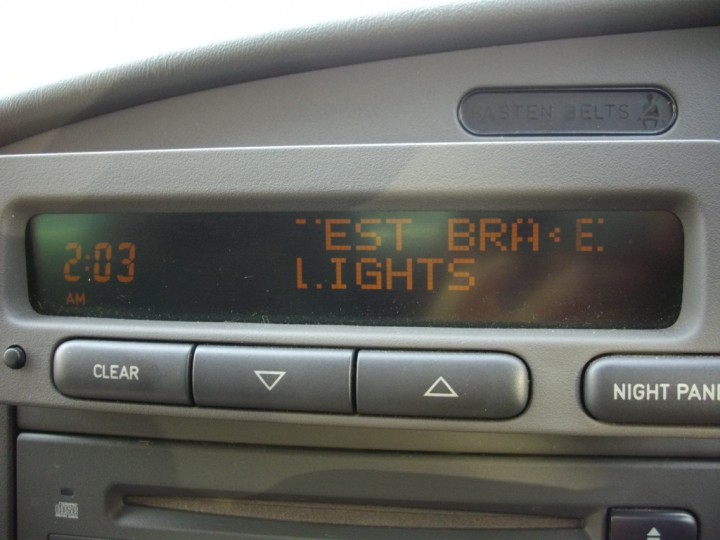 FASTEN BELTS
TEST BRAKE
2:03
LIGHTS
AM
CLEAR
NIGHT PAN